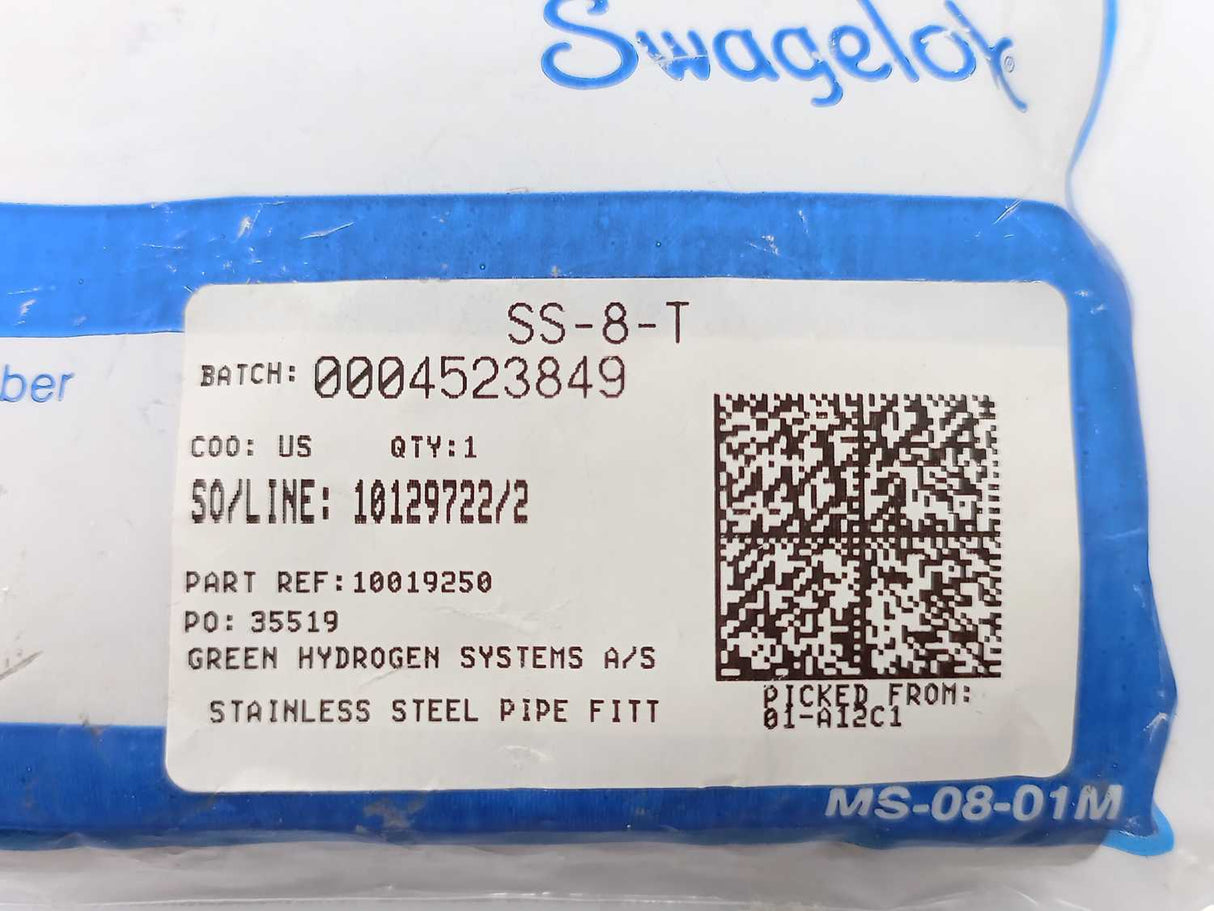 Swagelok
ber
SS-8-T
BATCH: 0004523849
COO: US QTY:1
SO/LINE: 10129722/2
PART REF:10019250
PO: 35519
GREEN HYDROGEN SYSTEMS A/S
STAINLESS STEEL PIPE FITT
PICKED FROM:
01-A12C1
MS-08-01M